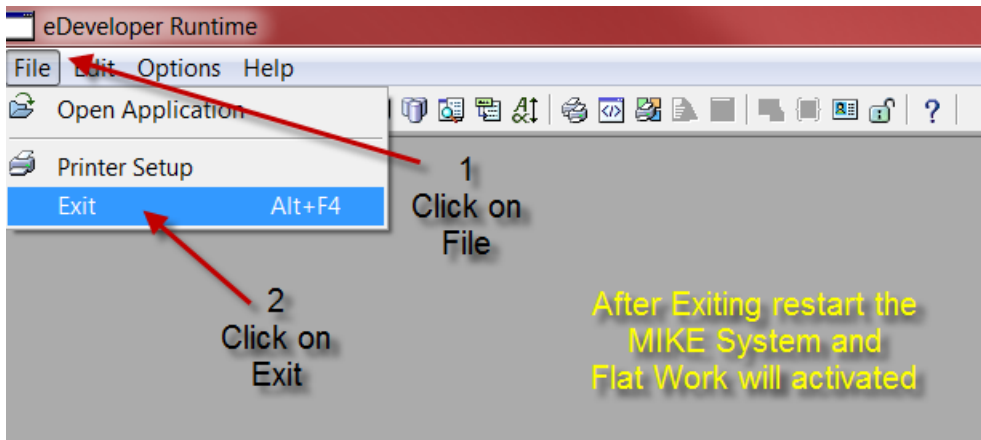 eDeveloper Runtime
File Edit Options Help
Open Application
?
Printer Setup
Exit Alt+F4
1
Click on
File
2
Click on
Exit
After Exiting restart the
MIKE System and
Flat Work will activated